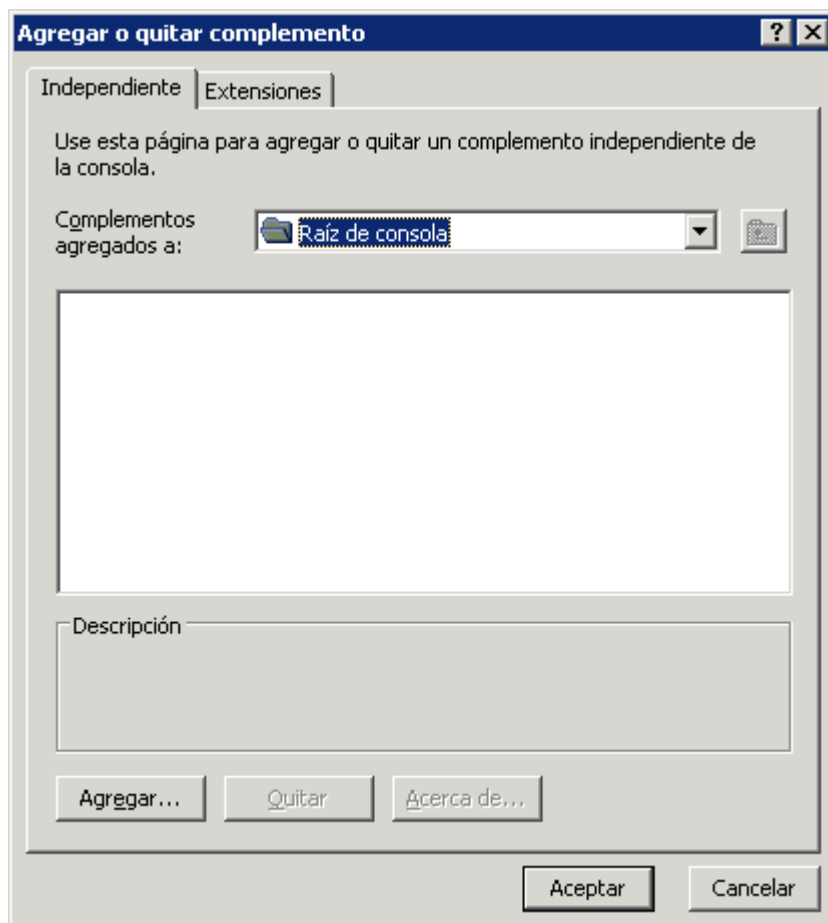 Agregar o quitar complemento
Independiente
Extensiones
Use esta página para agregar o quitar un complemento independiente de
la consola.
Complementos
agregados a:
Raíz de consola
Descripción
Agregar...
Quitar
Acerca de...
Aceptar
Cancelar